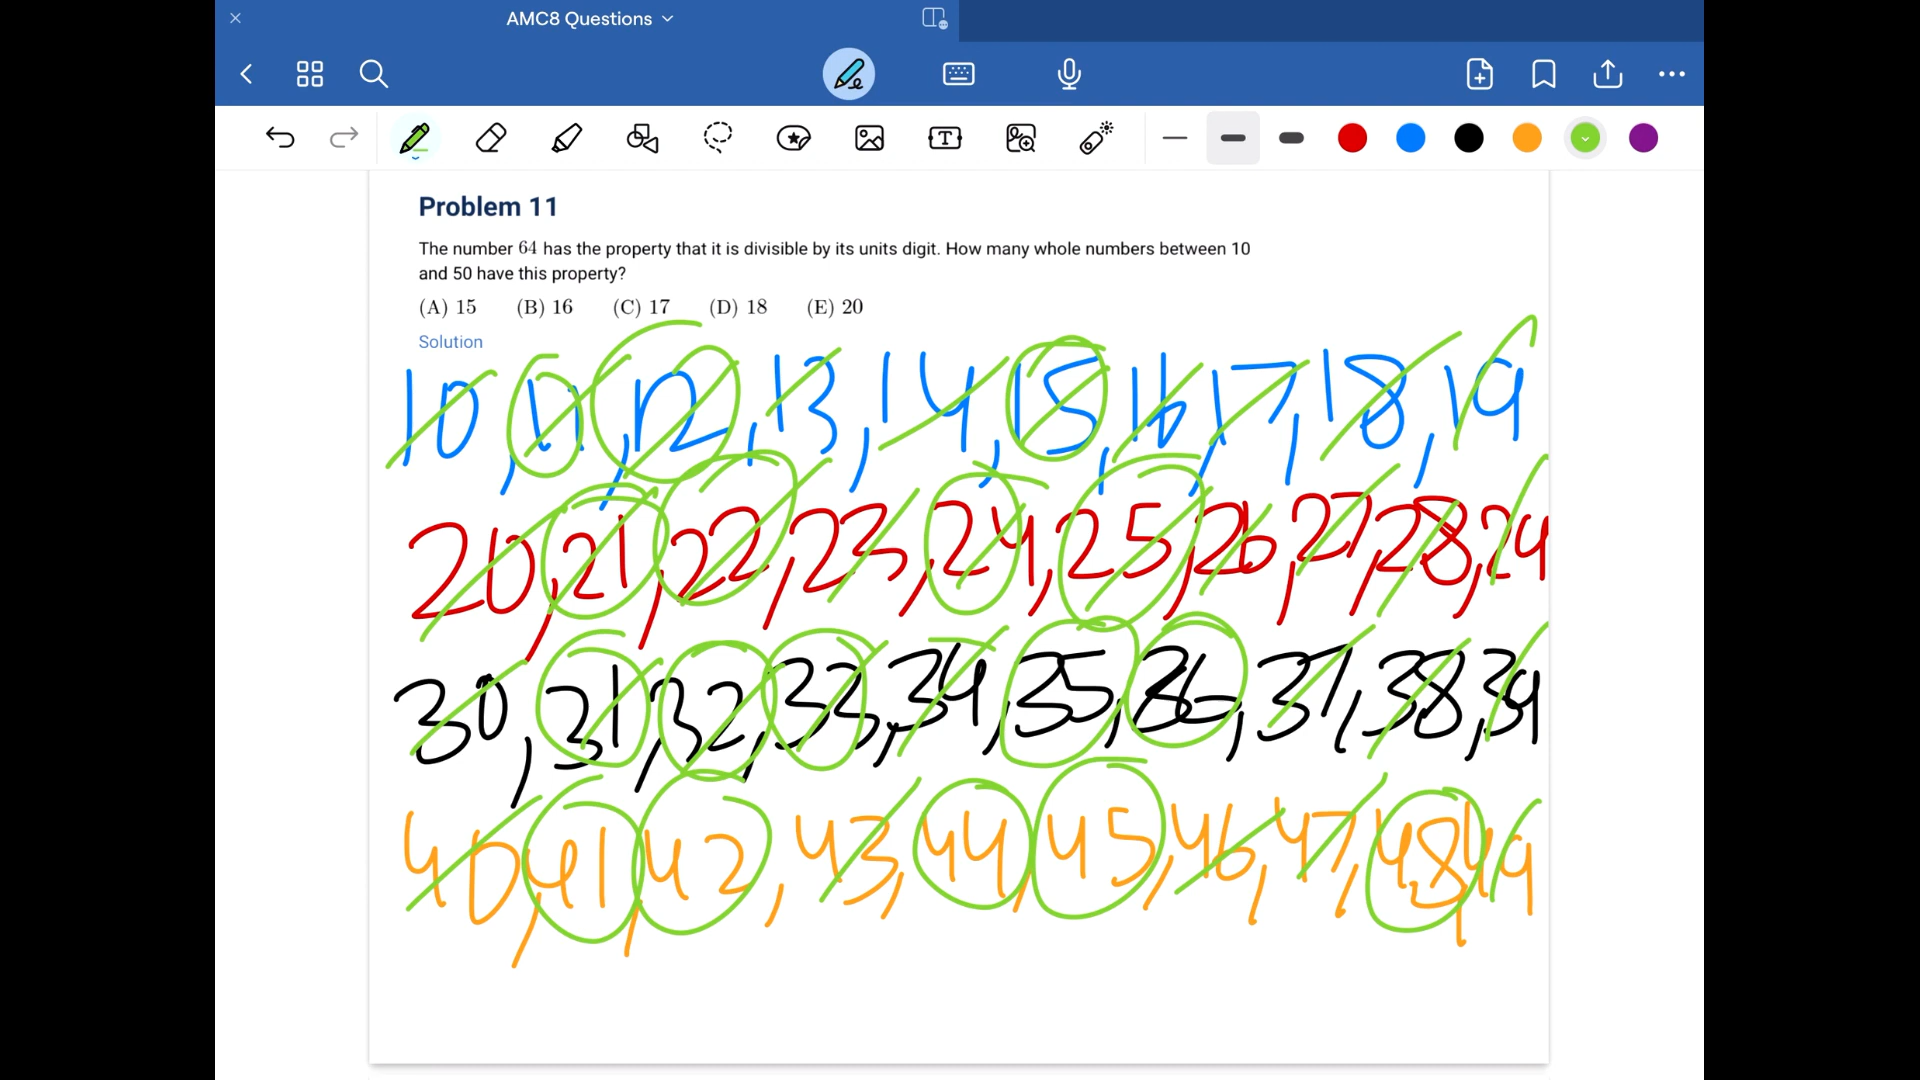 AMC8 Questions
Problem 11
The number 64 has the property that it is divisible by its units digit. How many whole numbers between 10
and 50 have this property?
(A) 15 (B) 16 (C) 17 (D) 18 (E) 20
Solution
10, 11, 12, 13, 14, 15, 16, 17, 18, 19
20, 21, 22, 23, 24, 25, 26, 27, 28, 29
30, 31, 32, 33, 34, 35, 36, 37, 38, 39
40, 41, 42, 43, 44, 45, 46, 47, 48, 49